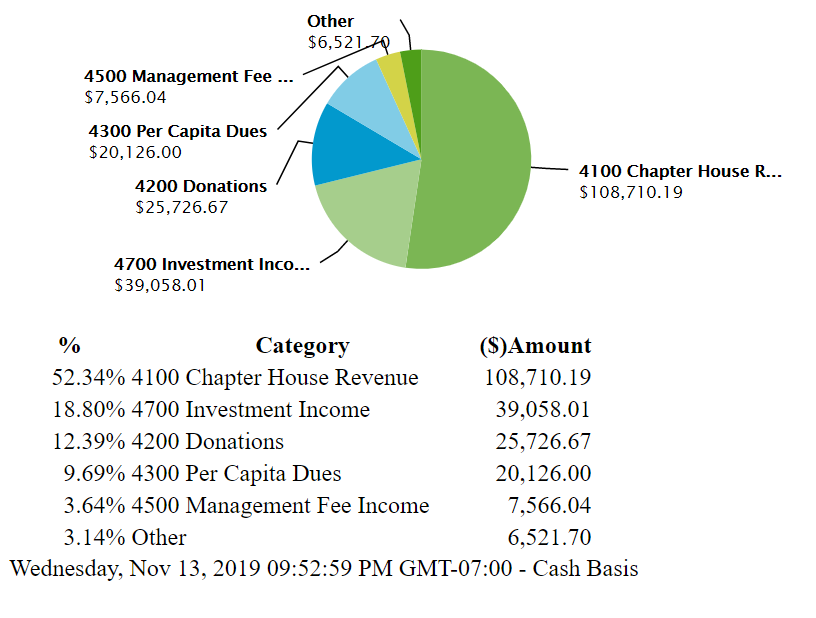 Other
$6,521.70
4500 Management Fee ...
$7,566.04
4300 Per Capita Dues
$20,126.00
4200 Donations
$25,726.67
4100 Chapter House R...
$108,710.19
4700 Investment Inco...
$39,058.01
% Category ($)Amount
52.34% 4100 Chapter House Revenue 108,710.19
18.80% 4700 Investment Income 39,058.01
12.39% 4200 Donations 25,726.67
9.69% 4300 Per Capita Dues 20,126.00
3.64% 4500 Management Fee Income 7,566.04
3.14% Other 6,521.70
Wednesday, Nov 13, 2019 09:52:59 PM GMT-07:00 - Cash Basis